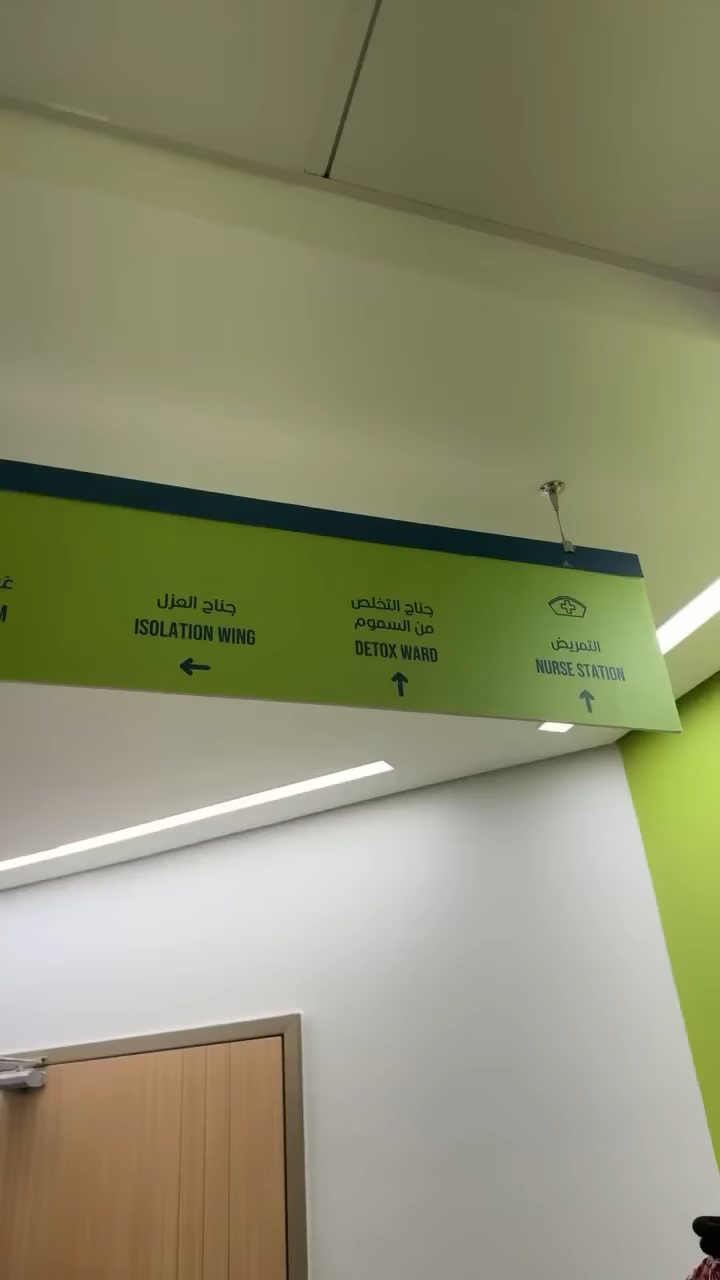 جناح العزل
ISOLATION WING
جناح التخلص
من السموم
DETOX WARD
التمريض
NURSE STATION